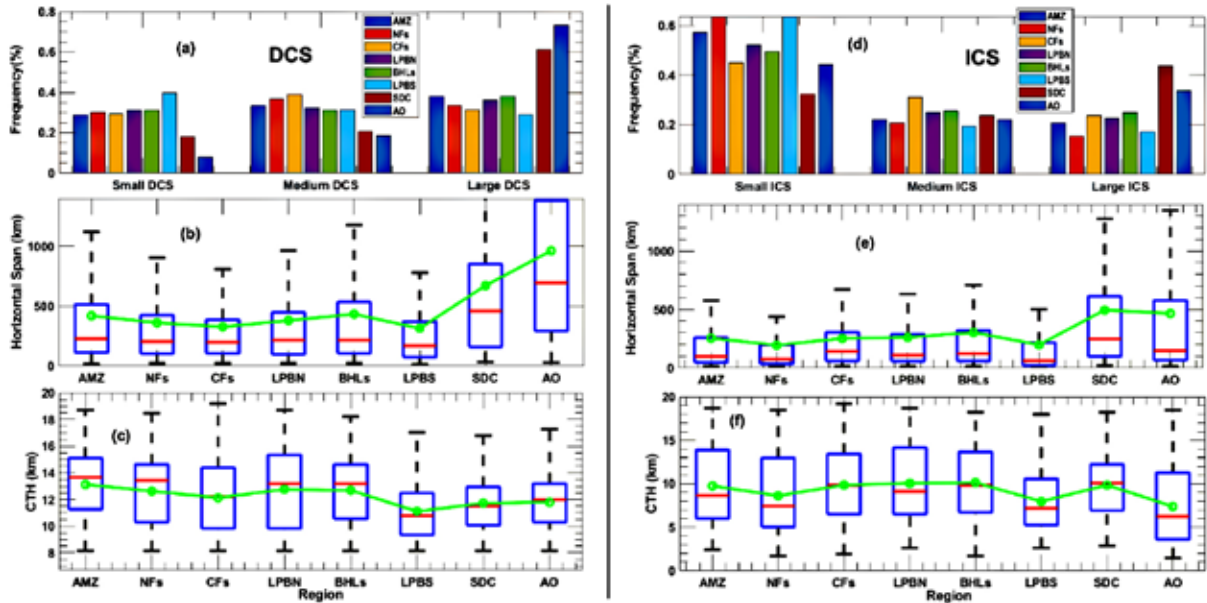 (a)
DCS
AMZ
NFs
CFs
LPBN
BHLs
LPBS
SDC
AO
Frequency(%)
0.8
0.6
0.4
0.2
0
Small DCS Medium DCS Large DCS
(b)
Horizontal Span (km)
1000
500
0
AMZ NFs CFs LPBN BHLs LPBS SDC AO
(c)
CTH (km)
20
18
16
14
12
10
8
AMZ NFs CFs LPBN BHLs LPBS SDC AO
Region
(d)
ICS
AMZ
NFs
CFs
LPBN
BHLs
LPBS
SDC
AO
Frequency(%)
0.6
0.4
0.2
0
Small ICS Medium ICS Large ICS
(e)
Horizontal Span (km)
1000
500
0
AMZ NFs CFs LPBN BHLs LPBS SDC AO
(f)
CTH (km)
20
15
10
5
0
AMZ NFs CFs LPBN BHLs LPBS SDC AO
Region